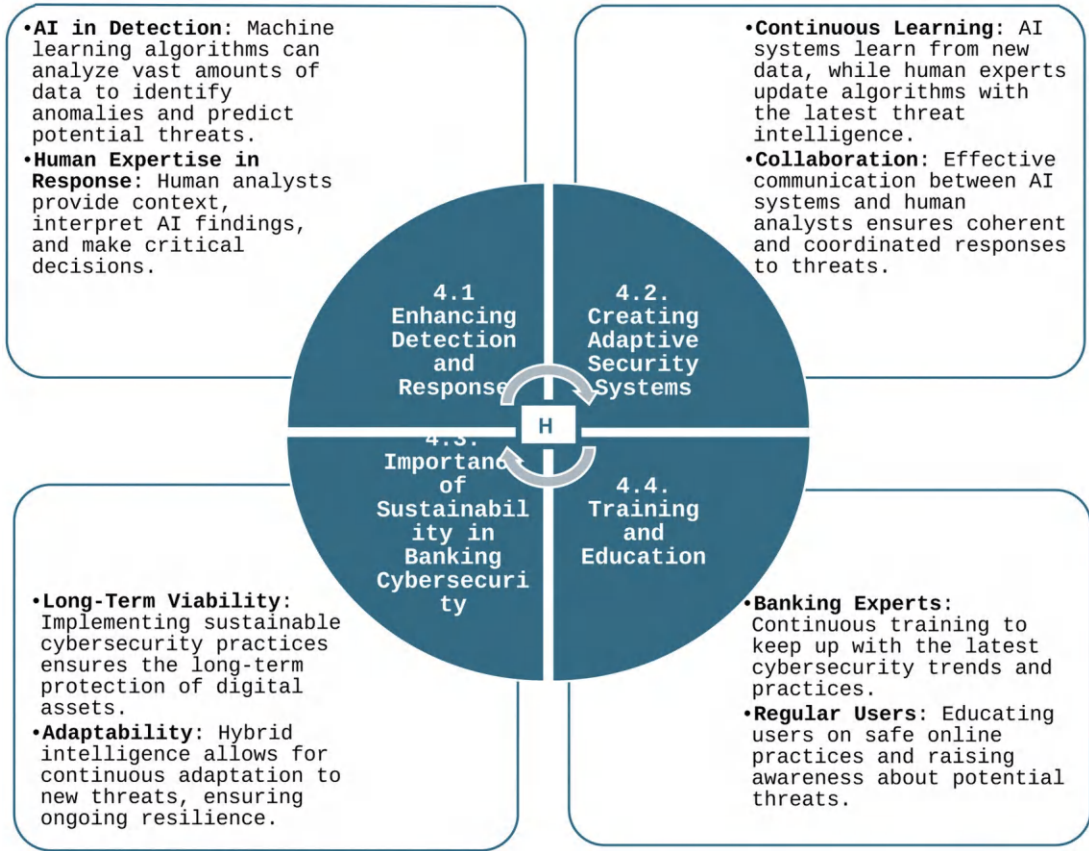 •AI in Detection: Machine
learning algorithms can
analyze vast amounts of
data to identify
anomalies and predict
potential threats.
•Human Expertise in
Response: Human analysts
provide context,
interpret AI findings,
and make critical
decisions.
•Continuous Learning: AI
systems learn from new
data, while human experts
update algorithms with
the latest threat
intelligence.
•Collaboration: Effective
communication between AI
systems and human
analysts ensures coherent
and coordinated responses
to threats.
4.1
Enhancing
Detection
and
Response
4.2.
Creating
Adaptive
Security
Systems
H
4.3.
Importanc
of
Sustainabil
ity in
Banking
Cybersecuri
ty
4.4.
Training
and
Education
•Long-Term Viability:
Implementing sustainable
cybersecurity practices
ensures the long-term
protection of digital
assets.
•Adaptability: Hybrid
intelligence allows for
continuous adaptation to
new threats, ensuring
ongoing resilience.
•Banking Experts:
Continuous training to
keep up with the latest
cybersecurity trends and
practices.
•Regular Users: Educating
users on safe online
practices and raising
awareness about potential
threats.